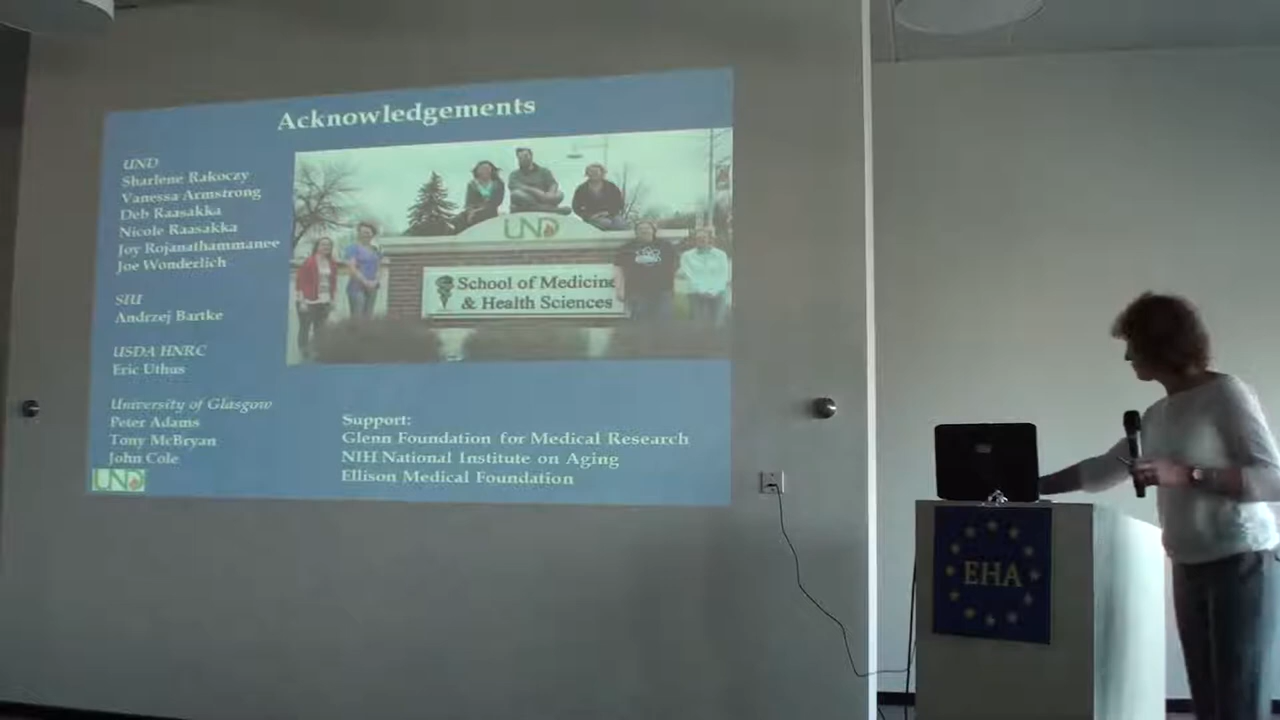 Acknowledgements
UND
Sharlene Rakoczy
Vanessa Armstrong
Deb Raasakka
Nicole Raasakka
Joy Rojanathammanee
Joe Wonderlich
SIU
Andrzej Bartke
USDA HNRC
Eric Uthus
University of Glasgow
Peter Adams
Tony McBryan
John Cole
UND
UND
School of Medicine
& Health Sciences
Support:
Glenn Foundation for Medical Research
NIH National Institute on Aging
Ellison Medical Foundation
EHA